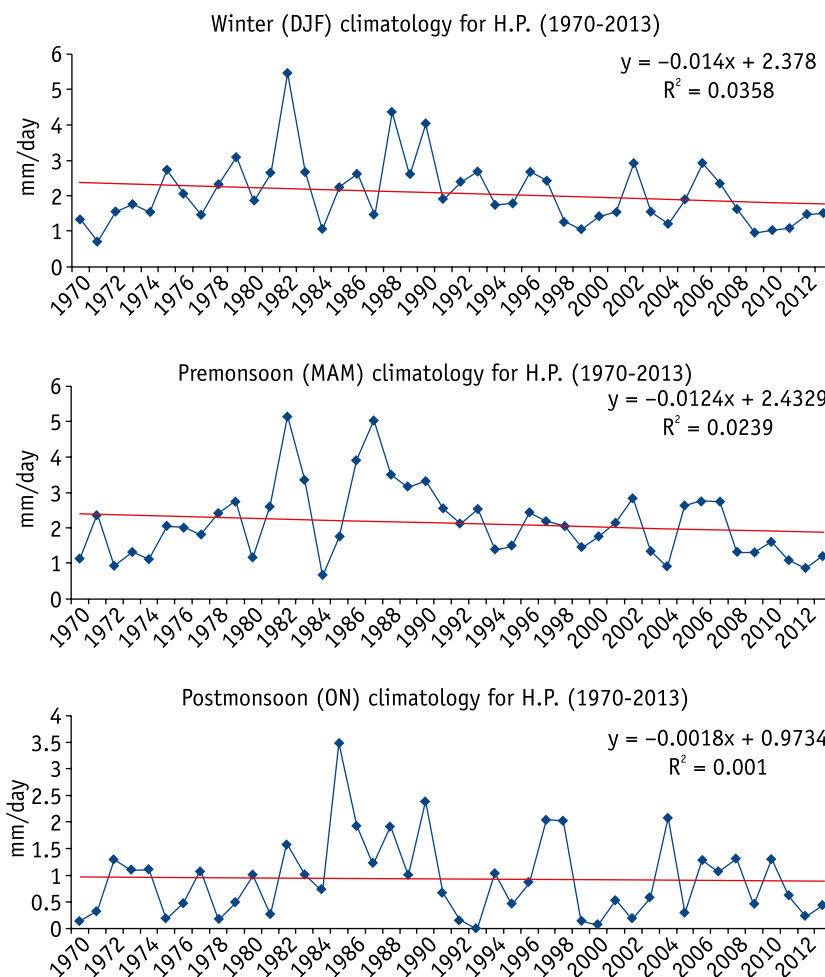 Winter (DJF) climatology for H.P. (1970-2013)
y = –0.014x + 2.378
R² = 0.0358
mm/day
6
5
4
3
2
1
0
1970 1972 1974 1976 1978 1980 1982 1984 1986 1988 1990 1992 1994 1996 1998 2000 2002 2004 2006 2008 2010 2012
Premonsoon (MAM) climatology for H.P. (1970-2013)
y = –0.0124x + 2.4329
R² = 0.0239
mm/day
6
5
4
3
2
1
0
1970 1972 1974 1976 1978 1980 1982 1984 1986 1988 1990 1992 1994 1996 1998 2000 2002 2004 2006 2008 2010 2012
Postmonsoon (ON) climatology for H.P. (1970-2013)
y = –0.0018x + 0.9734
R² = 0.001
mm/day
4
3.5
3
2.5
2
1.5
1
0.5
0
1970 1972 1974 1976 1978 1980 1982 1984 1986 1988 1990 1992 1994 1996 1998 2000 2002 2004 2006 2008 2010 2012